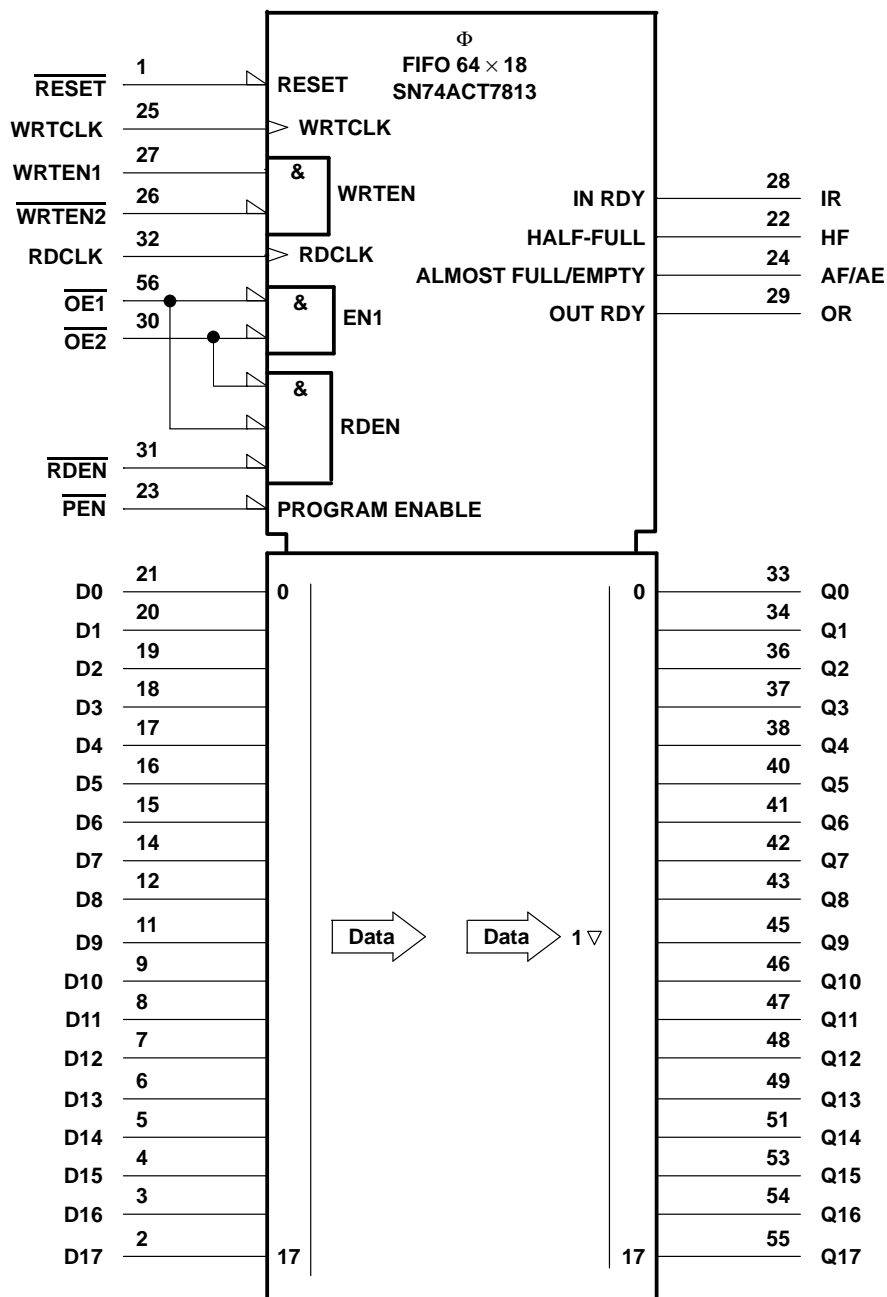 Φ
FIFO 64 × 18
SN74ACT7813
RESET 1 RESET
WRTCLK 25 WRTCLK
WRTEN1 27 & WRTEN
WRTEN2 26
IN RDY 28 IR
RDCLK 32 RDCLK
HALF-FULL 22 HF
ALMOST FULL/EMPTY 24 AF/AE
OE1 56 & EN1
OUT RDY 29 OR
OE2 30
& RDEN
RDEN 31
PEN 23 PROGRAM ENABLE
D0 21 0 0 33 Q0
D1 20 34 Q1
D2 19 36 Q2
D3 18 37 Q3
D4 17 38 Q4
D5 16 40 Q5
D6 15 41 Q6
D7 14 42 Q7
D8 12 43 Q8
D9 11 Data Data 1 ▽ 45 Q9
D10 9 46 Q10
D11 8 47 Q11
D12 7 48 Q12
D13 6 49 Q13
D14 5 51 Q14
D15 4 53 Q15
D16 3 54 Q16
D17 2 17 17 55 Q17